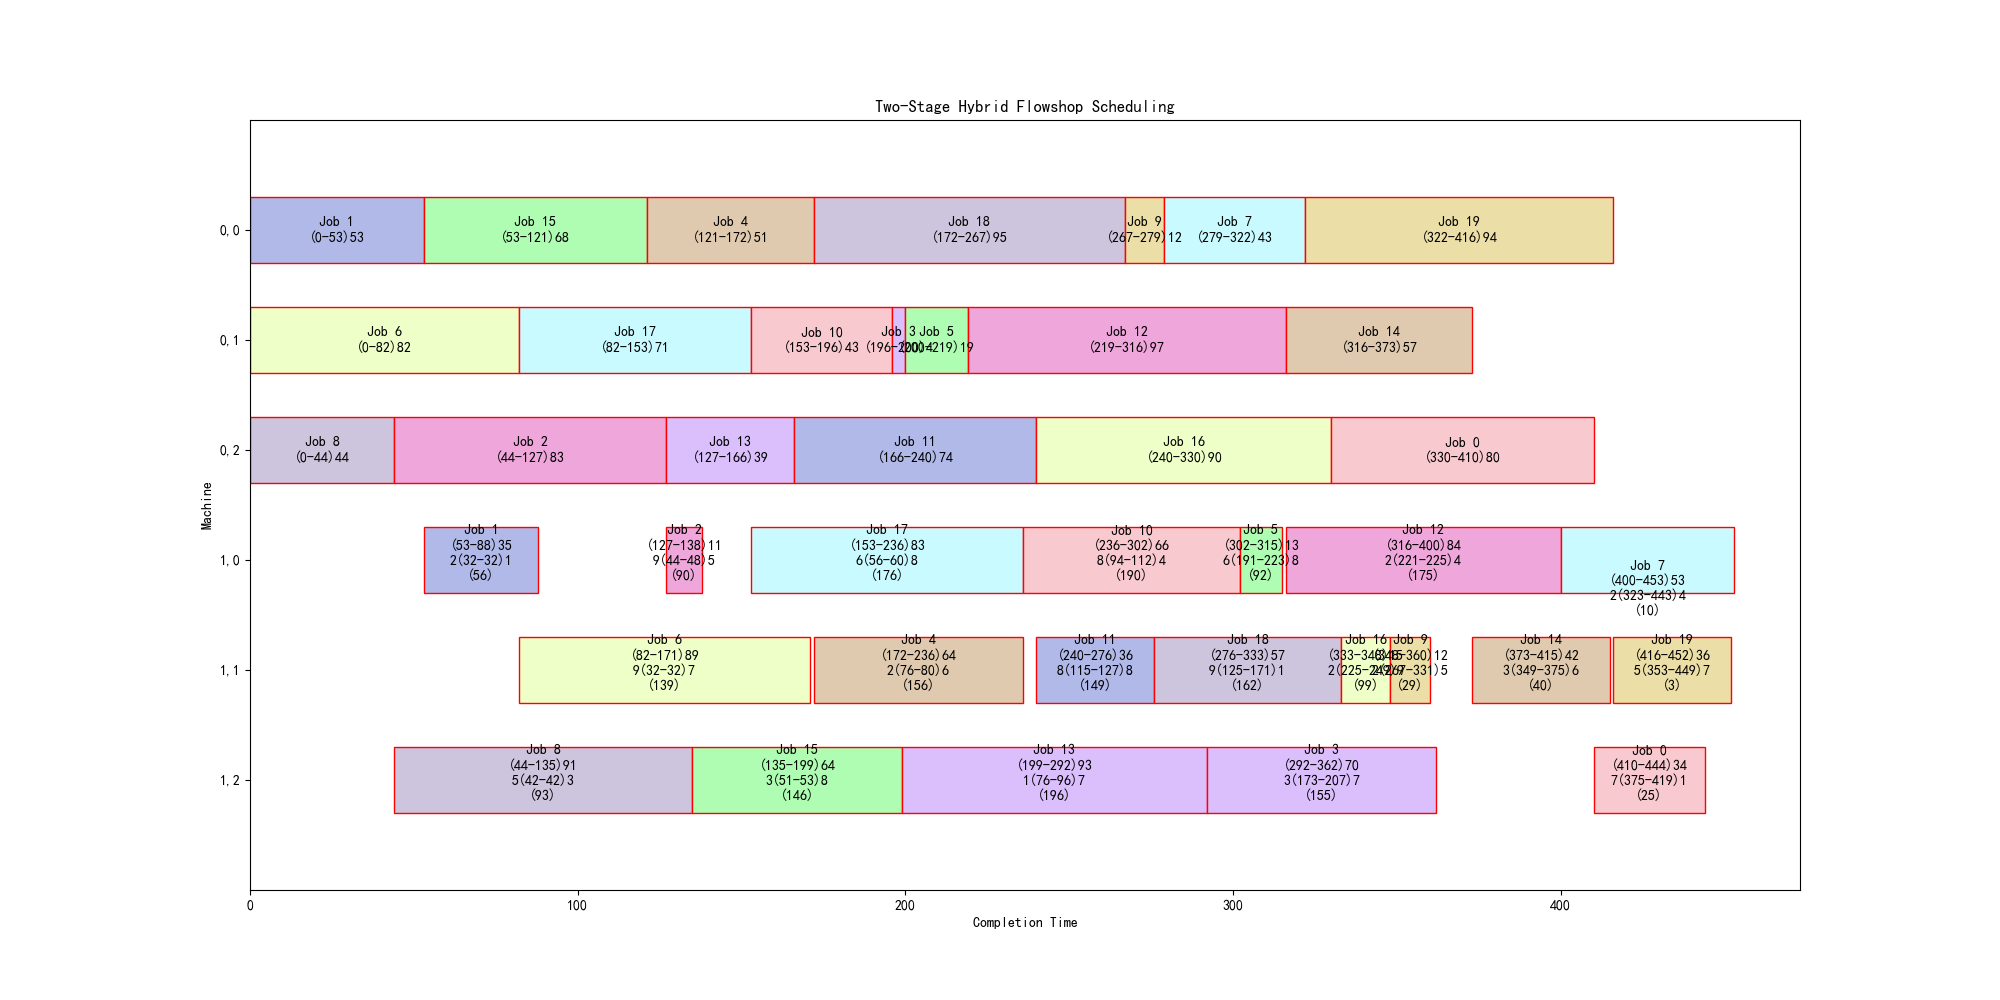 Two-Stage Hybrid Flowshop Scheduling
0,0
Job 1
(0-53)53
Job 15
(53-121)68
Job 4
(121-172)51
Job 18
(172-267)95
Job 9
(267-279)12
Job 7
(279-322)43
Job 19
(322-416)94
0,1
Job 6
(0-82)82
Job 17
(82-153)71
Job 10
(153-196)43
Job 3
(196-200)4
Job 5
(200-219)19
Job 12
(219-316)97
Job 14
(316-373)57
0,2
Job 8
(0-44)44
Job 2
(44-127)83
Job 13
(127-166)39
Job 11
(166-240)74
Job 16
(240-330)90
Job 0
(330-410)80
Machine
1,0
Job 1
(53-88)35
2(32-32)1
(56)
Job 2
(127-138)11
9(44-48)5
(90)
Job 17
(153-236)83
6(56-60)8
(176)
Job 10
(236-302)66
8(94-112)4
(190)
Job 5
(302-315)13
6(191-223)8
(92)
Job 12
(316-400)84
2(221-225)4
(175)
Job 7
(400-453)53
2(323-443)4
(10)
1,1
Job 6
(82-171)89
9(32-32)7
(139)
Job 4
(172-236)64
2(76-80)6
(156)
Job 11
(240-276)36
8(115-127)8
(149)
Job 18
(276-333)57
9(125-171)1
(162)
Job 16
(99)
Job 9
(29)
Job 14
(373-415)42
3(349-375)6
(40)
Job 19
(416-452)36
5(353-449)7
(3)
1,2
Job 8
(44-135)91
5(42-42)3
(93)
Job 15
(135-199)64
3(51-53)8
(146)
Job 13
(199-292)93
1(76-96)7
(196)
Job 3
(292-362)70
3(173-207)7
(155)
Job 0
(410-444)34
7(375-419)1
(25)
0
100
200
300
400
Completion Time